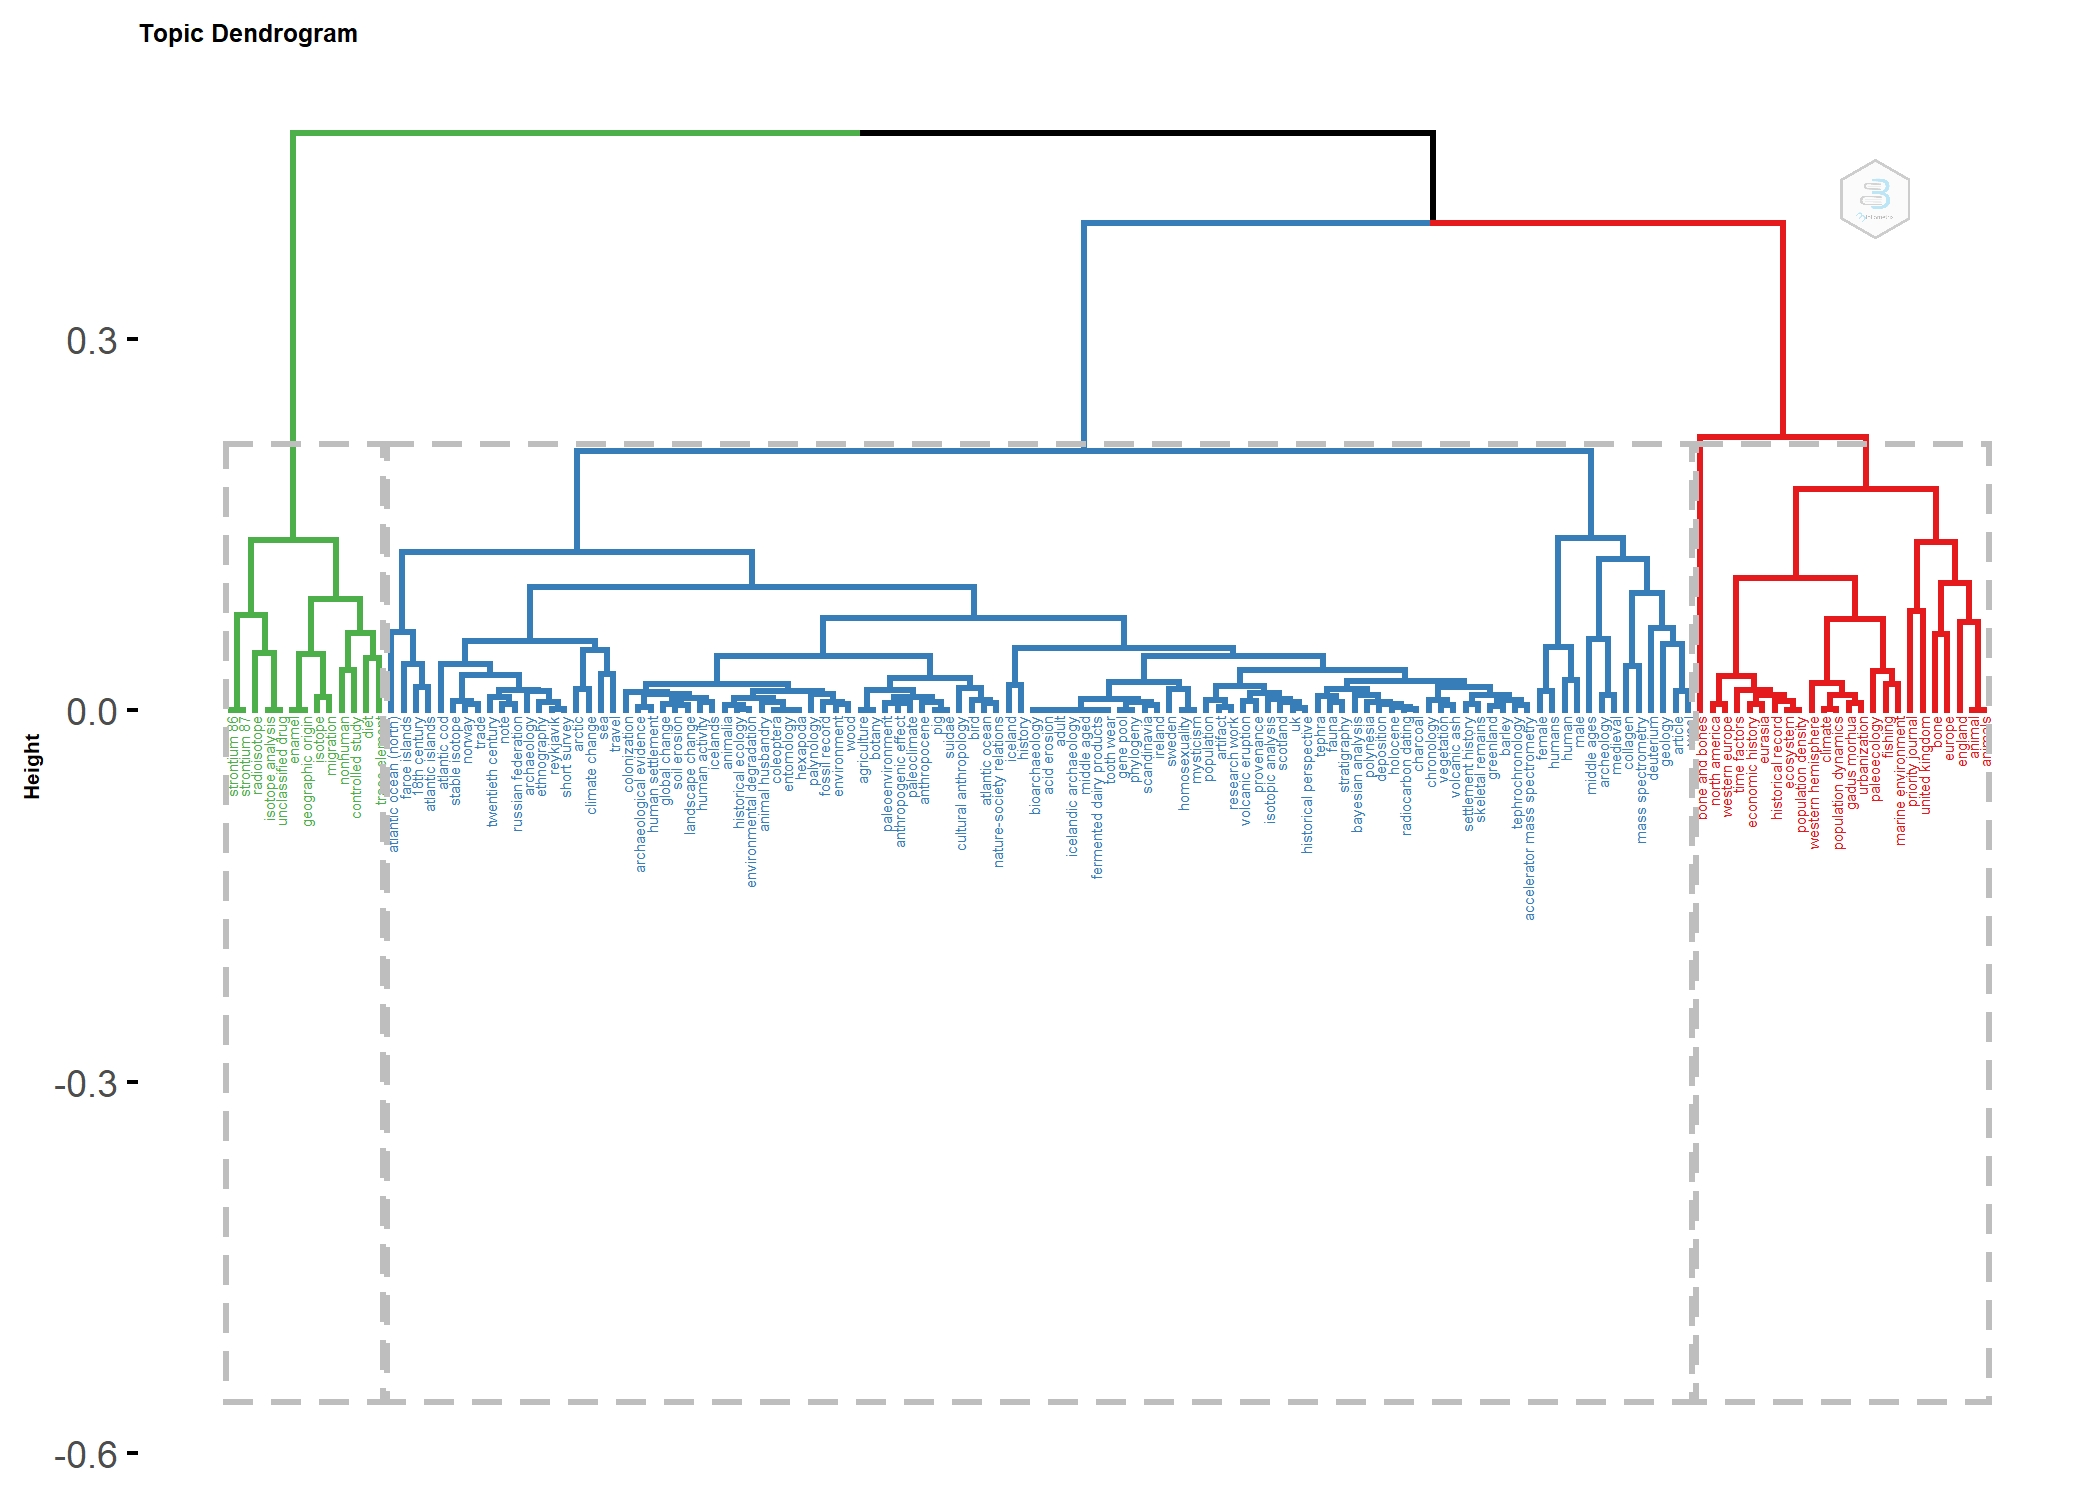 Topic Dendrogram
0.3
0.0
-0.3
-0.6
Height
strontium 86
strontium 87
radioisotope
isotope analysis
unclassified drug
enamel
geographic origin
isotope
migration
nonhuman
controlled study
diet
atlantic ocean (north)
faroe islands
18th century
atlantic islands
atlantic cod
stable isotope
norway
trade
twentieth century
note
russian federation
archaeology
ethnography
reykjavik
short survey
arctic
climate change
sea
travel
colonization
archaeological evidence
human settlement
global change
soil erosion
landscape change
human activity
icelands
animalia
historical ecology
environmental degradation
animal husbandry
coleoptera
entomology
hexapoda
palynology
fossil record
environment
wood
agriculture
botany
paleoenvironment
anthropogenic effect
paleoclimate
anthropocene
pig
suidae
cultural anthropology
bird
atlantic ocean
nature-society relations
iceland
history
bioarchaeology
acid erosion
adult
icelandic archaeology
middle aged
fermented dairy products
tooth wear
gene pool
phylogeny
scandinavia
ireland
sweden
homosexuality
mysticism
population
artifact
research work
volcanic eruption
provenance
isotopic analysis
scotland
uk
historical perspective
tephra
fauna
stratigraphy
bayesian analysis
polynesia
deposition
holocene
radiocarbon dating
charcoal
chronology
vegetation
volcanic ash
settlement history
skeletal remains
greenland
barley
tephrochronology
accelerator mass spectrometry
female
humans
human
male
middle ages
archeology
medieval
collagen
mass spectrometry
deuterium
geology
article
bone and bones
north america
western europe
time factors
economic history
eurasia
historical record
ecosystem
population density
western hemisphere
climate
population dynamics
gadus morhua
urbanization
paleoecology
fishing
marine environment
priority journal
united kingdom
bone
europe
england
animal
animals